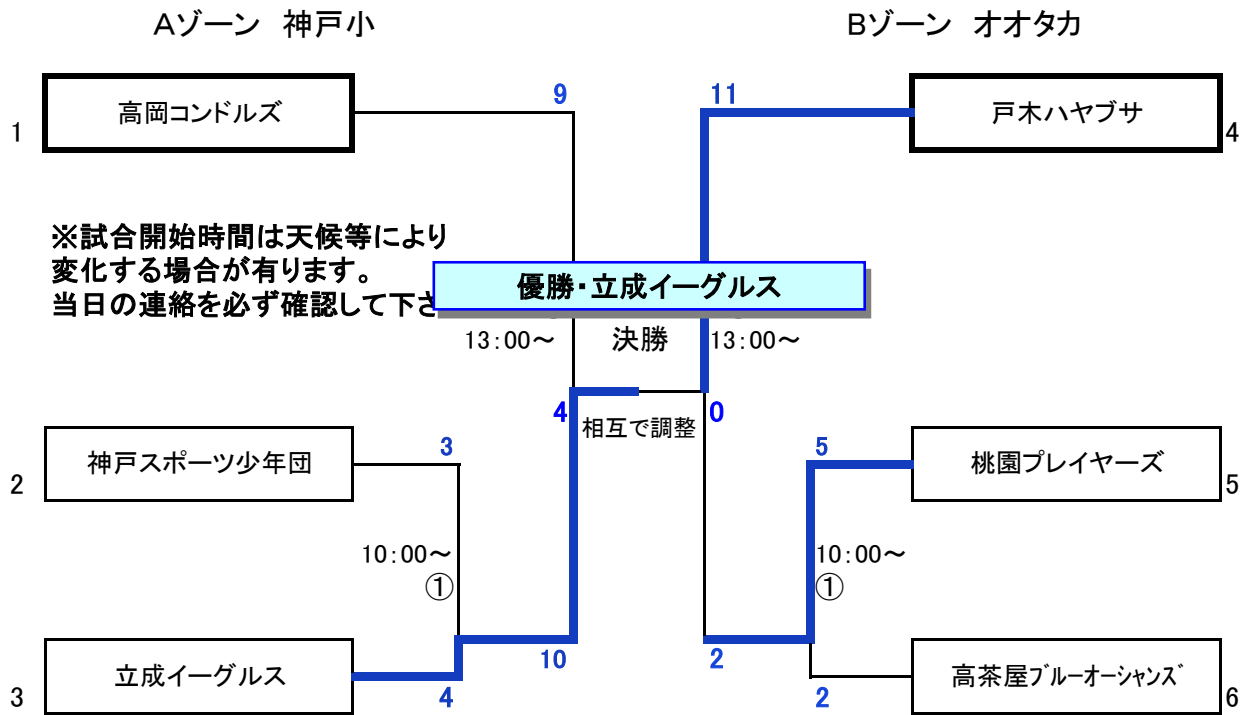 Aゾーン 神戸小
Bゾーン オオタカ
1
高岡コンドルズ
9
11
戸木ハヤブサ
4
※試合開始時間は天候等により
変化する場合が有ります。
当日の連絡を必ず確認して下さ
優勝・立成イーグルス
13:00～
決勝
13:00～
4
相互で調整
0
2
神戸スポーツ少年団
3
5
桃園プレイヤーズ
5
10:00～
①
10:00～
①
3
立成イーグルス
4
10
2
2
高茶屋ﾌﾞﾙｰｵｰｼｬﾝｽﾞ
6